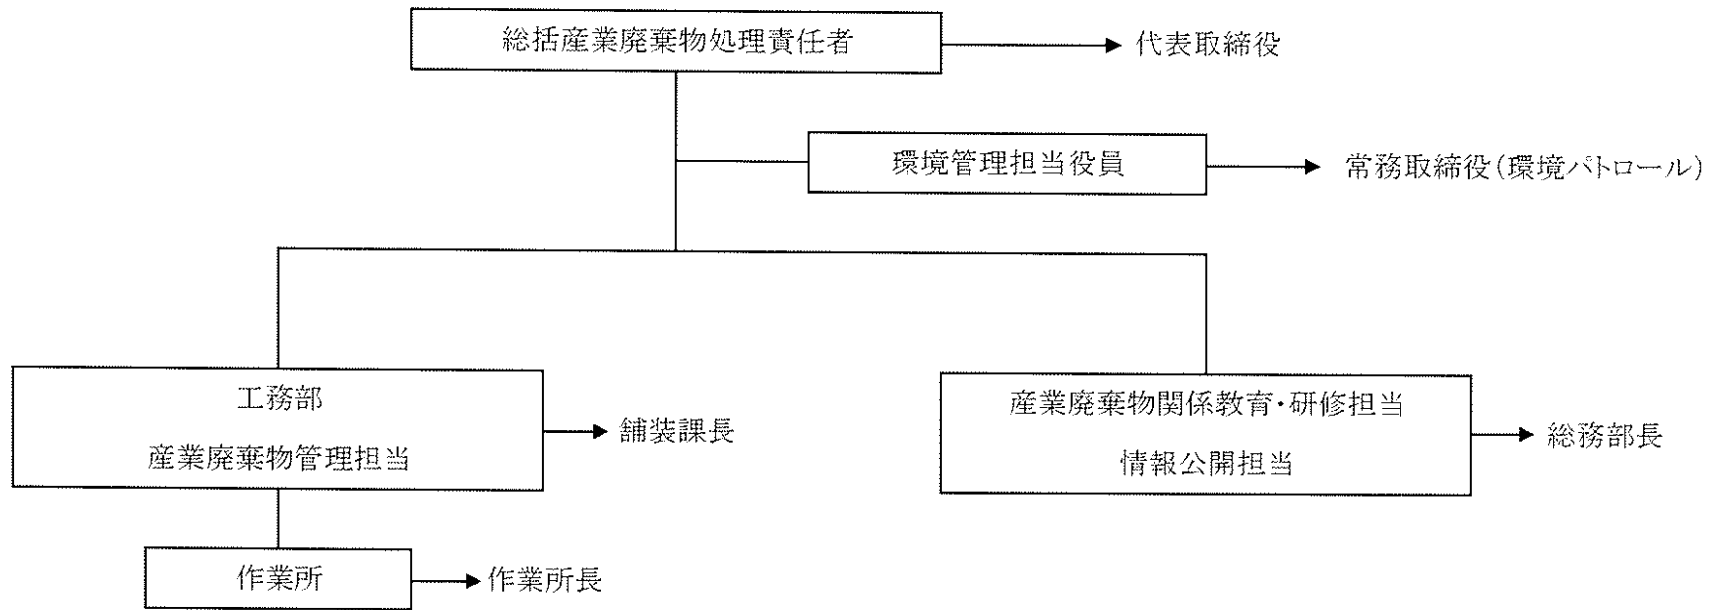 総括産業廃棄物処理責任者
代表取締役
環境管理担当役員
常務取締役(環境パトロール)
工務部
産業廃棄物管理担当
舗装課長
産業廃棄物関係教育・研修担当
情報公開担当
総務部長
作業所
作業所長